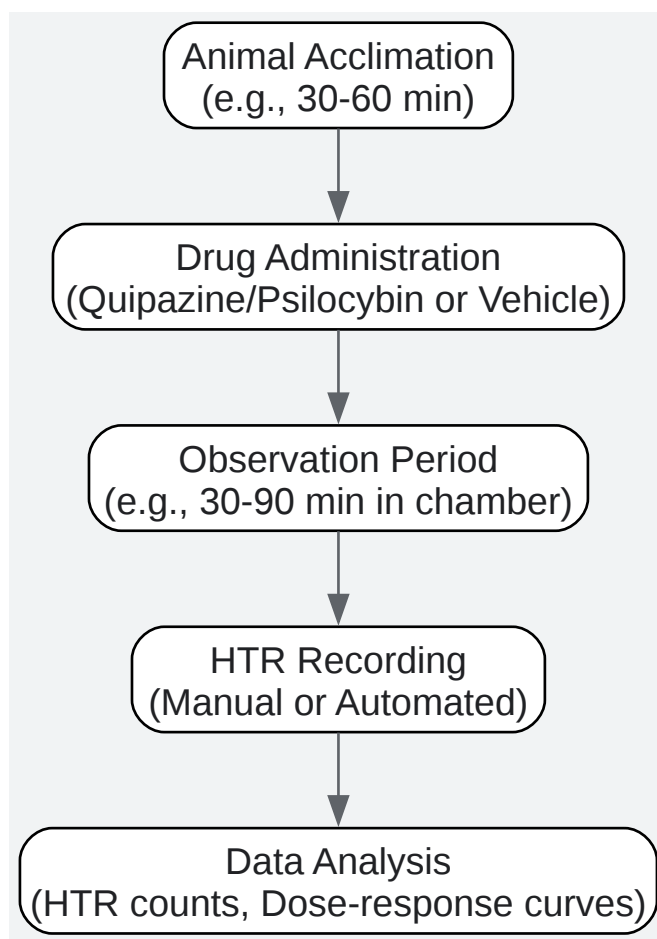 Animal Acclimation
(e.g., 30-60 min)
Drug Administration
(Quipazine/Psilocybin or Vehicle)
Observation Period
(e.g., 30-90 min in chamber)
HTR Recording
(Manual or Automated)
Data Analysis
(HTR counts, Dose-response curves)